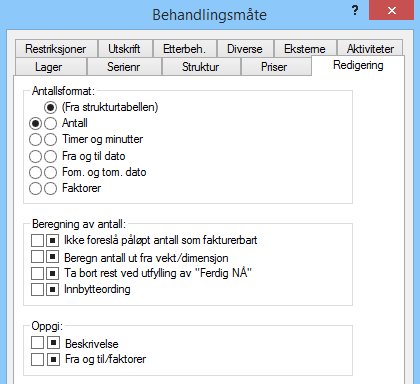 Behandlingsmåte
?
Restriksjoner Utskrift Etterbeh. Diverse Eksterne Aktiviteter
Lager Serienr Struktur Priser Redigering
Antallsformat:
(Fra strukturtabellen)
Antall
Timer og minutter
Fra og til dato
Fom. og tom. dato
Faktorer
Beregning av antall:
Ikke foreslå påløpt antall som fakturerbart
Beregn antall ut fra vekt/dimensjon
Ta bort rest ved utfylling av "Ferdig NÅ"
Innbytteordning
Oppgi:
Beskrivelse
Fra og til/faktorer